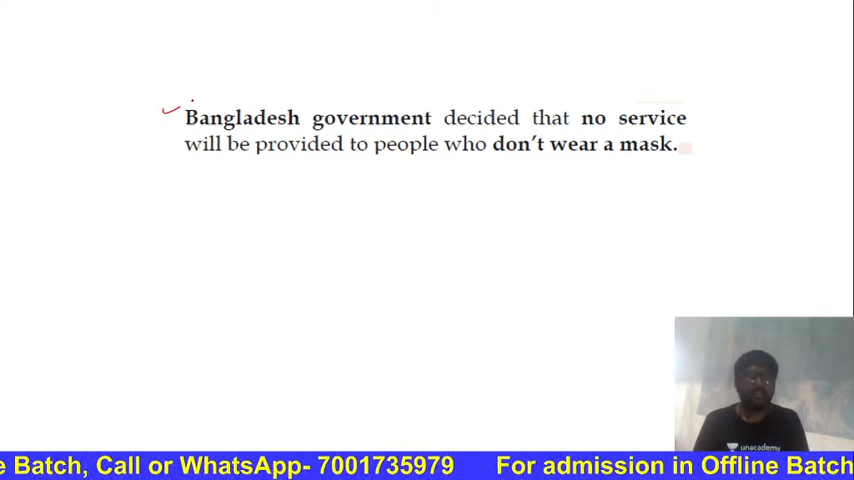 Bangladesh government decided that no service
will be provided to people who don't wear a mask.
unacademy
e Batch, Call or WhatsApp- 7001735979 For admission in Offline Batch